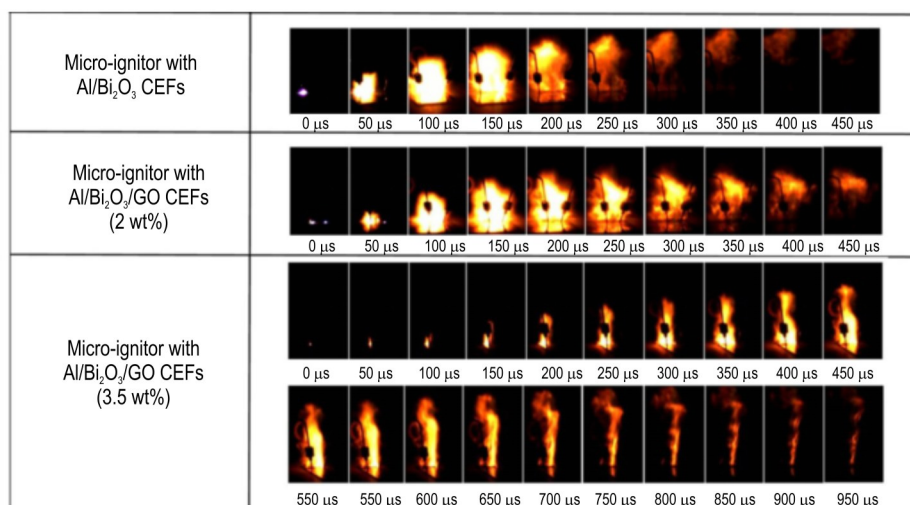 Micro-ignitor with
Al/Bi₂O₃ CEFs
0 µs 50 µs 100 µs 150 µs 200 µs 250 µs 300 µs 350 µs 400 µs 450 µs
Micro-ignitor with
Al/Bi₂O₃/GO CEFs
(2 wt%)
0 µs 50 µs 100 µs 150 µs 200 µs 250 µs 300 µs 350 µs 400 µs 450 µs
Micro-ignitor with
Al/Bi₂O₃/GO CEFs
(3.5 wt%)
0 µs 50 µs 100 µs 150 µs 200 µs 250 µs 300 µs 350 µs 400 µs 450 µs
550 µs 550 µs 600 µs 650 µs 700 µs 750 µs 800 µs 850 µs 900 µs 950 µs